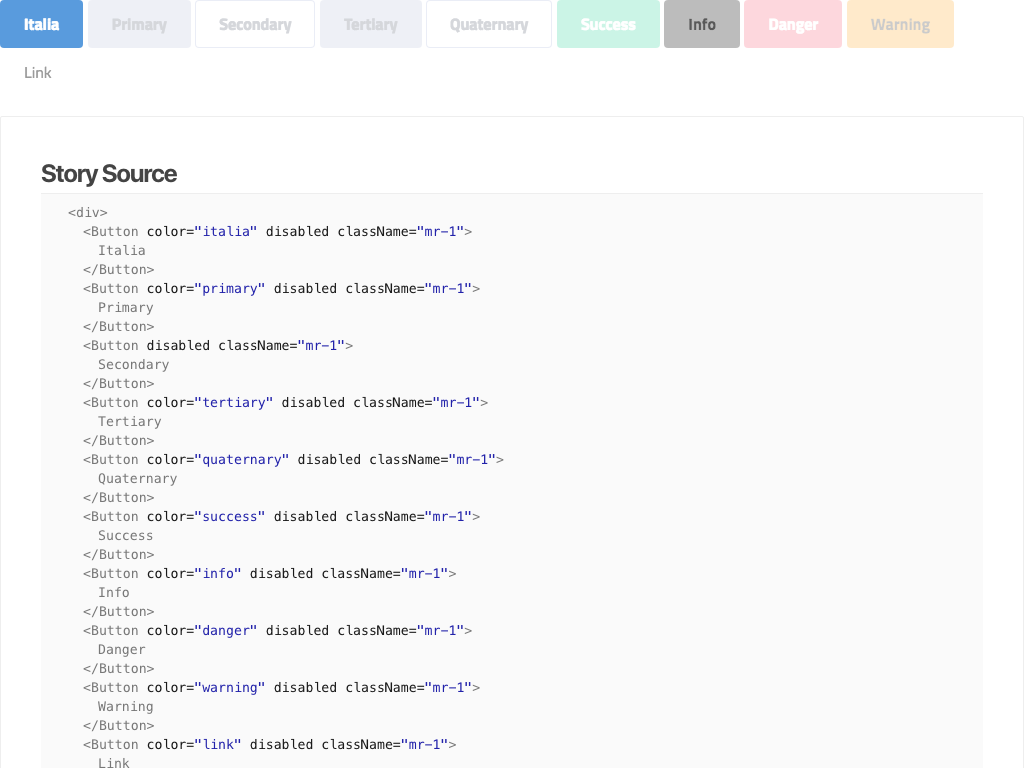 Italia Primary Secondary Tertiary Quaternary Success Info Danger Warning
Link
Story Source
<div>
<Button color="italia" disabled className="mr-1">
Italia
</Button>
<Button color="primary" disabled className="mr-1">
Primary
</Button>
<Button disabled className="mr-1">
Secondary
</Button>
<Button color="tertiary" disabled className="mr-1">
Tertiary
</Button>
<Button color="quaternary" disabled className="mr-1">
Quaternary
</Button>
<Button color="success" disabled className="mr-1">
Success
</Button>
<Button color="info" disabled className="mr-1">
Info
</Button>
<Button color="danger" disabled className="mr-1">
Danger
</Button>
<Button color="warning" disabled className="mr-1">
Warning
</Button>
<Button color="link" disabled className="mr-1">
Link